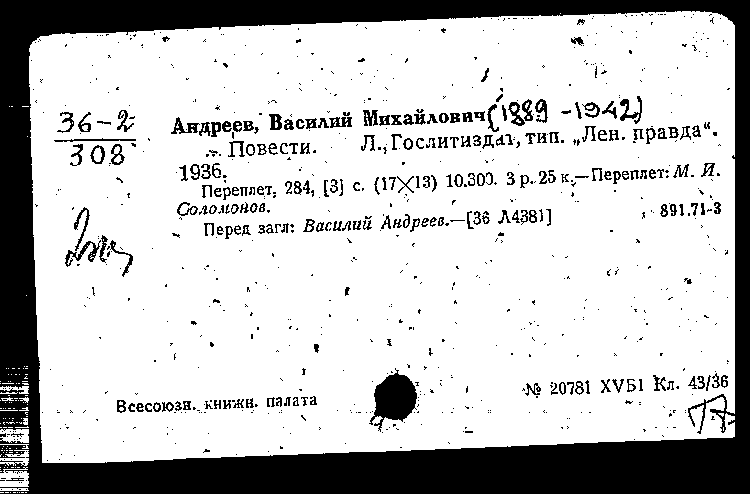 36-2
308
Андреев, Василий Михайлович (1889-1942)
Повести. Л., Гослитиздат, тип. „Лен. правда“.
1936.
Переплет, 284, [3] с. (17×13) 10.300. 3 р. 25 к.—Переплет: М. И.
Соломонов.
Перед загл: Василий Андреев.—[36 Л4381] 891.71-3
№ 20781 XVБ1 Кл. 43/36
Всесоюзн. книжн. палата